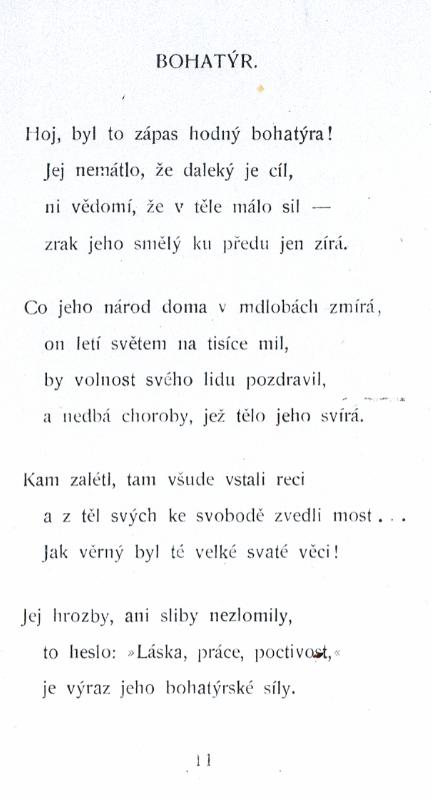 BOHATÝR.
Hoj, byl to zápas hodný bohatýra!
Jej nemátlo, že daleký je cíl,
ni vědomí, že v těle málo sil —
zrak jeho smělý ku předu jen zírá.
Co jeho národ doma v mdlobách zmírá,
on letí světem na tisíce mil,
by volnost svého lidu pozdravil,
a nedbá choroby, jež tělo jeho svírá.
Kam zalétl, tam všude vstali reci
a z těl svých ke svobodě zvedli most . . .
Jak věrný byl té velké svaté věci!
Jej hrozby, ani sliby nezlomily,
to heslo: »Láska, práce, poctivost,«
je výraz jeho bohatýrské síly.
11